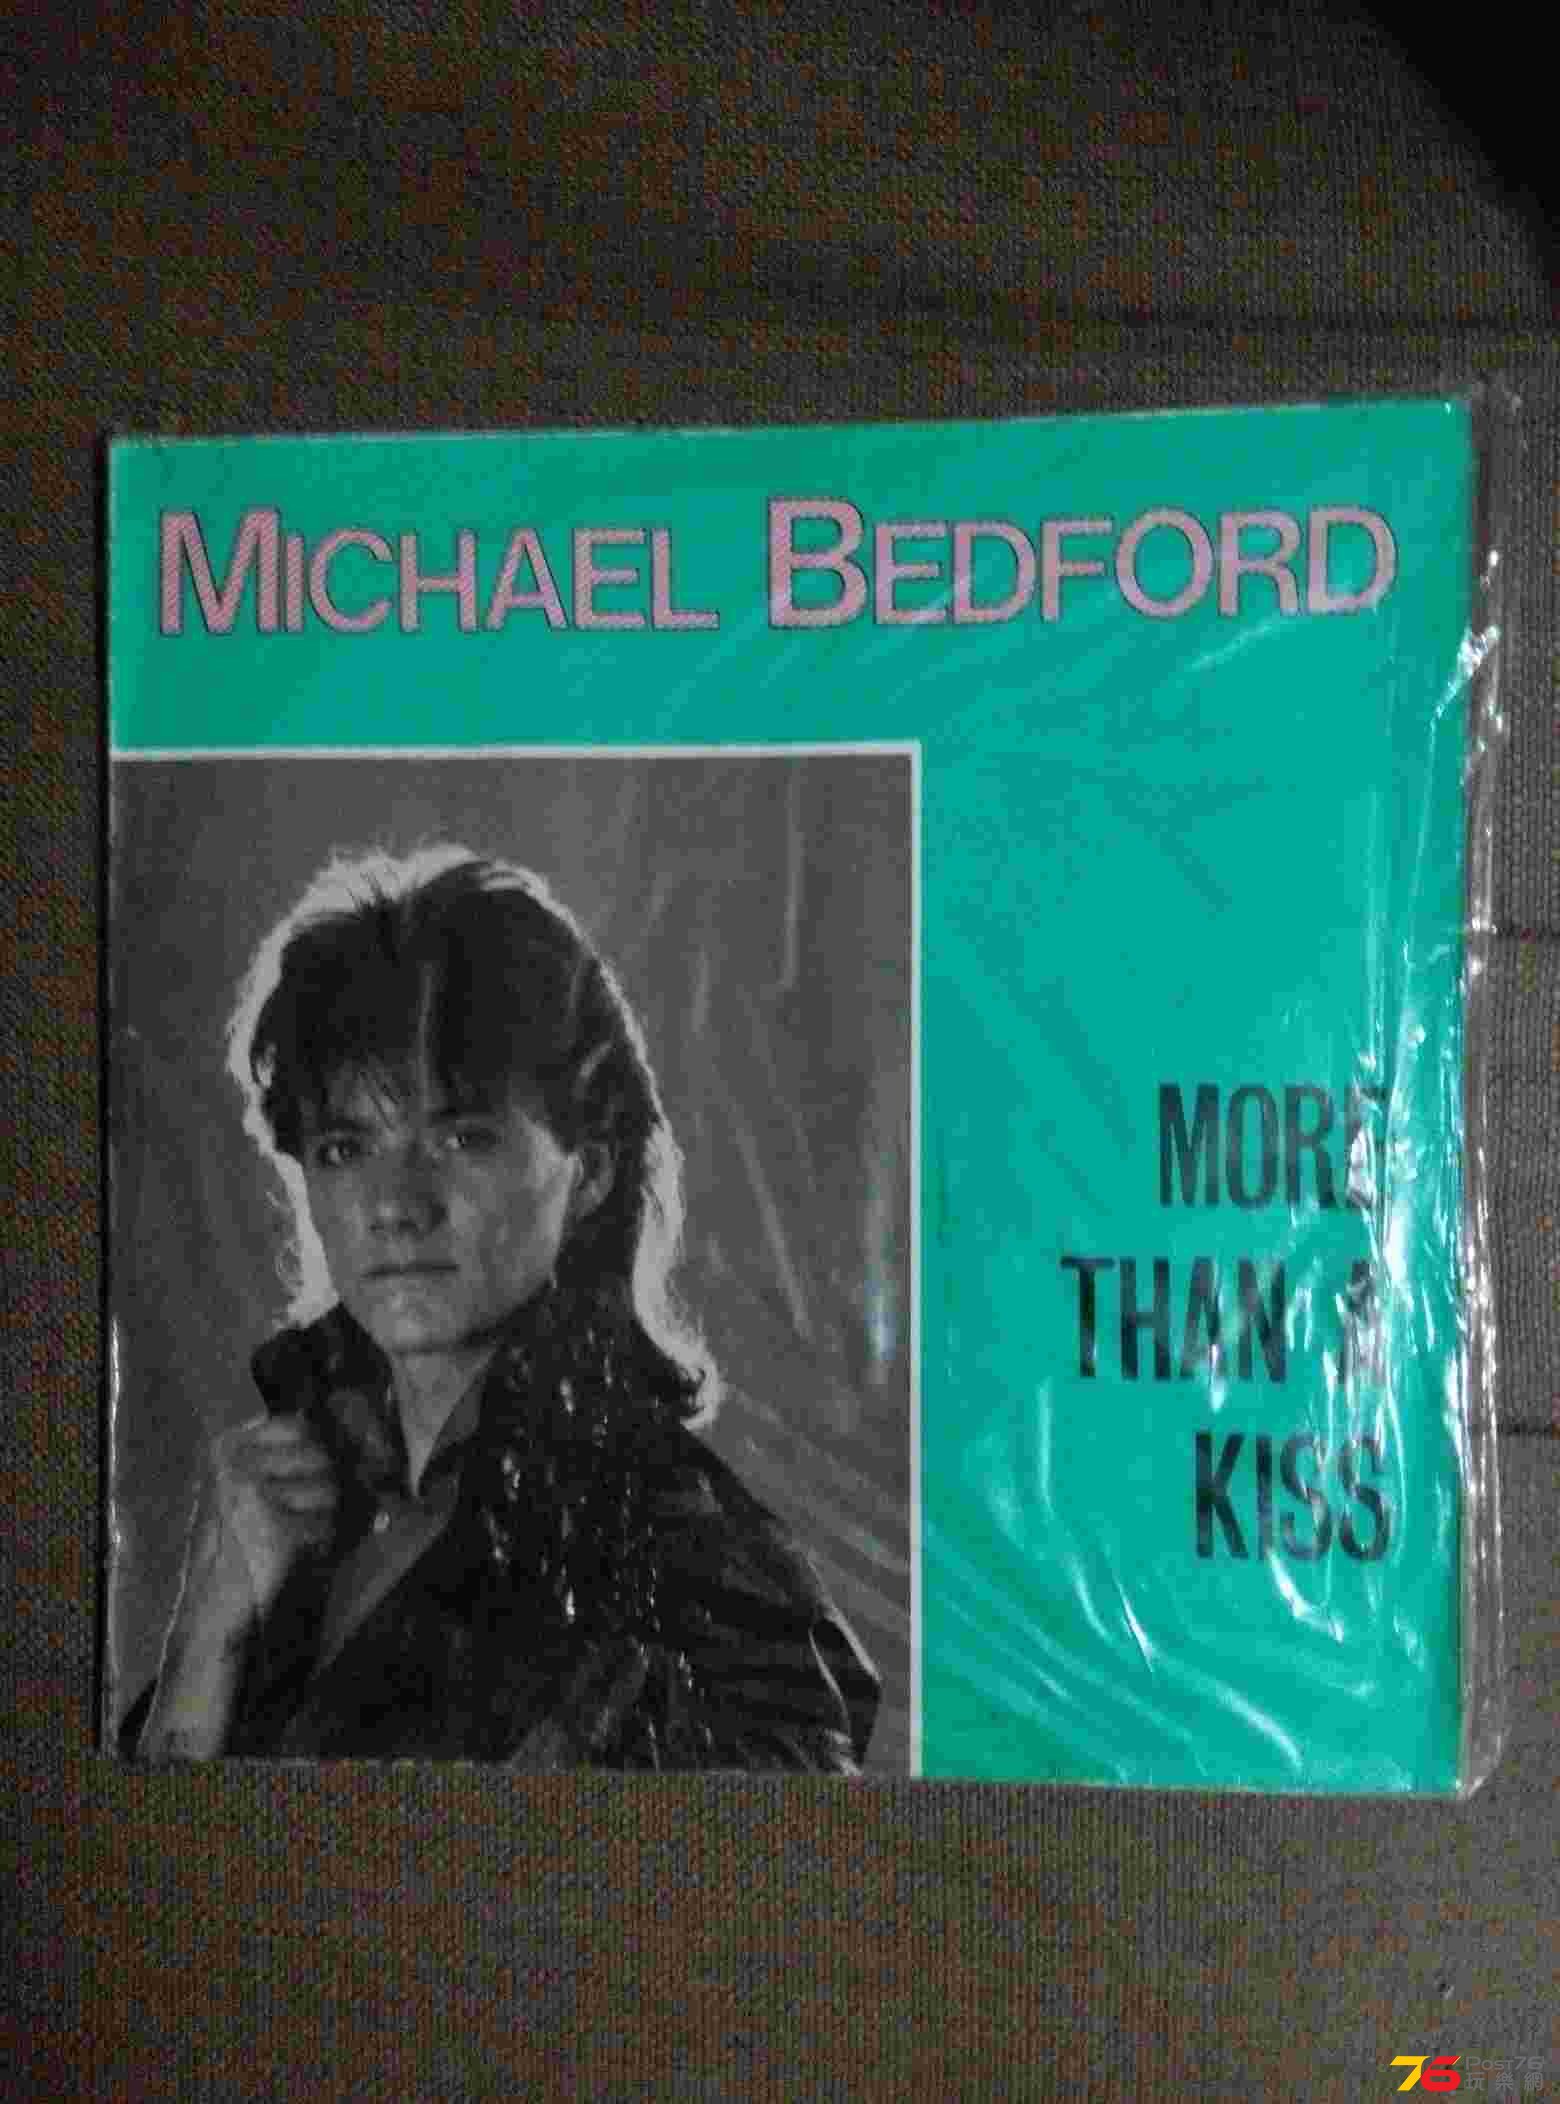 MICHAEL BEDFORD
MORE
THAN A
KISS
76 Post76
玩樂網